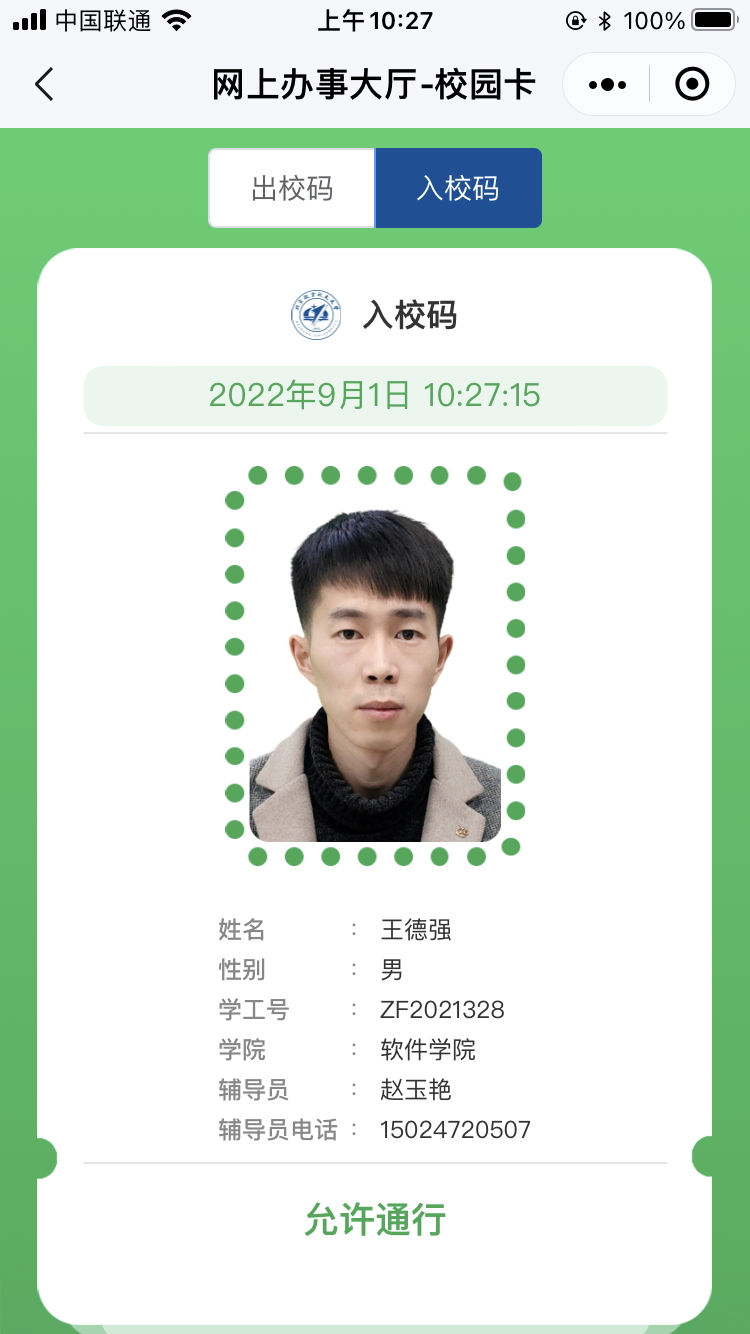 中国联通 上午10:27 100%
网上办事大厅-校园卡
出校码 入校码
入校码
2022年9月1日 10:27:15
姓名 : 王德强
性别 : 男
学工号 : ZF2021328
学院 : 软件学院
辅导员 : 赵玉艳
辅导员电话 : 15024720507
允许通行